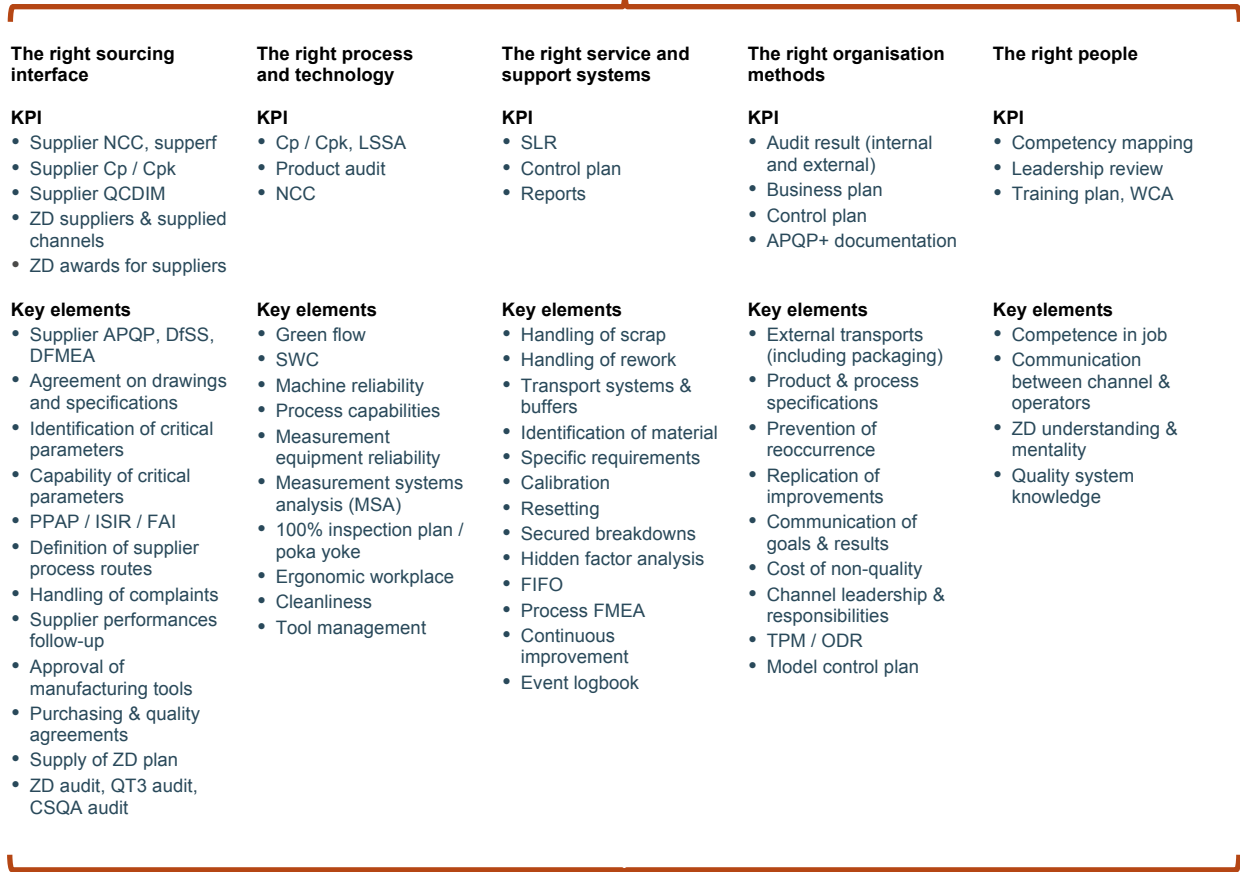 The right sourcing
interface
KPI
• Supplier NCC, supperf
• Supplier Cp / Cpk
• Supplier QCDIM
• ZD suppliers & supplied
channels
• ZD awards for suppliers
Key elements
• Supplier APQP, DfSS,
DFMEA
• Agreement on drawings
and specifications
• Identification of critical
parameters
• Capability of critical
parameters
• PPAP / ISIR / FAI
• Definition of supplier
process routes
• Handling of complaints
• Supplier performances
follow-up
• Approval of
manufacturing tools
• Purchasing & quality
agreements
• Supply of ZD plan
• ZD audit, QT3 audit,
CSQA audit
The right process
and technology
KPI
• Cp / Cpk, LSSA
• Product audit
• NCC
Key elements
• Green flow
• SWC
• Machine reliability
• Process capabilities
• Measurement
equipment reliability
• Measurement systems
analysis (MSA)
• 100% inspection plan /
poka yoke
• Ergonomic workplace
• Cleanliness
• Tool management
The right service and
support systems
KPI
• SLR
• Control plan
• Reports
Key elements
• Handling of scrap
• Handling of rework
• Transport systems &
buffers
• Identification of material
• Specific requirements
• Calibration
• Resetting
• Secured breakdowns
• Hidden factor analysis
• FIFO
• Process FMEA
• Continuous
improvement
• Event logbook
The right organisation
methods
KPI
• Audit result (internal
and external)
• Business plan
• Control plan
• APQP+ documentation
Key elements
• External transports
(including packaging)
• Product & process
specifications
• Prevention of
reoccurrence
• Replication of
improvements
• Communication of
goals & results
• Cost of non-quality
• Channel leadership &
responsibilities
• TPM / ODR
• Model control plan
The right people
KPI
• Competency mapping
• Leadership review
• Training plan, WCA
Key elements
• Competence in job
• Communication
between channel &
operators
• ZD understanding &
mentality
• Quality system
knowledge